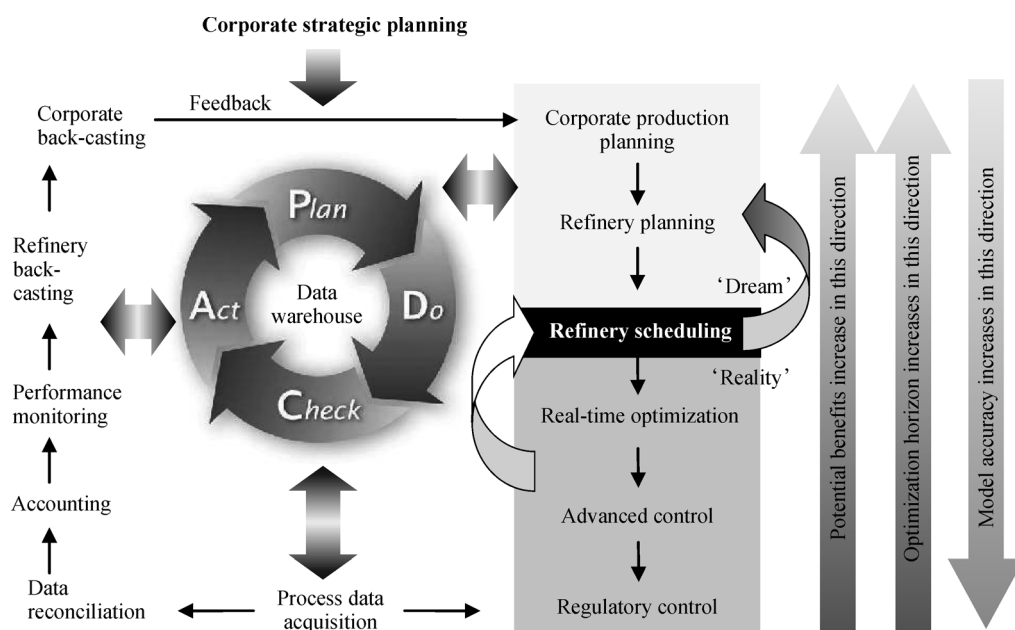 Corporate strategic planning
Feedback
Corporate
back-casting
Refinery
back-
casting
Performance
monitoring
Accounting
Data
reconciliation
Process data
acquisition
Plan
Do
Check
Act
Data
warehouse
Corporate production
planning
Refinery planning
'Dream'
Refinery scheduling
'Reality'
Real-time optimization
Advanced control
Regulatory control
Potential benefits increase in this direction
Optimization horizon increases in this direction
Model accuracy increases in this direction